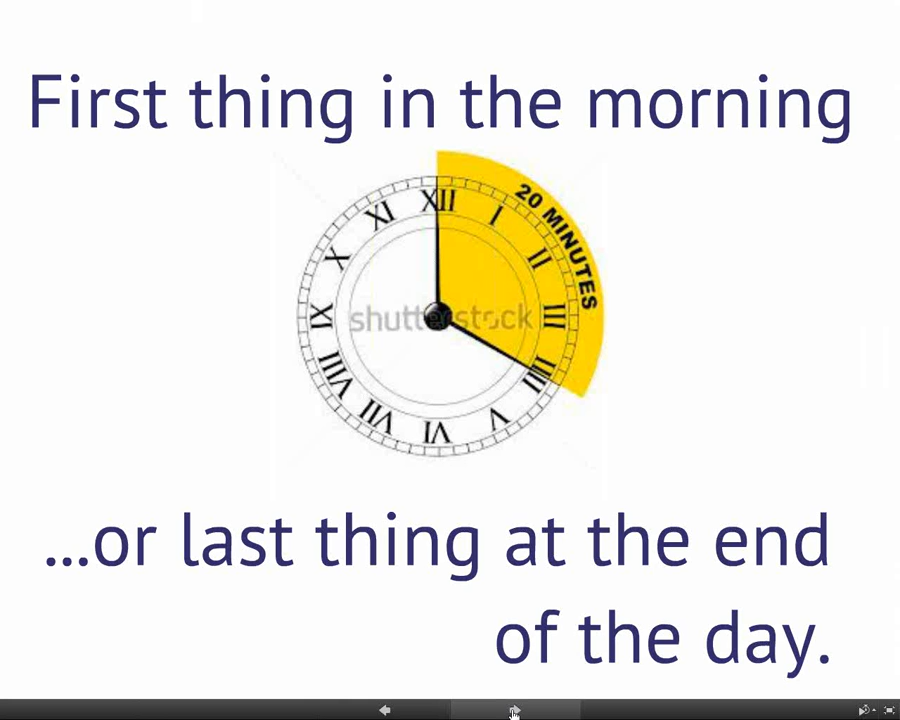 First thing in the morning
20 MINUTES
XII
I
II
III
IIII
V
VI
VII
VIII
IX
X
XI
shutterstock
...or last thing at the end
of the day.